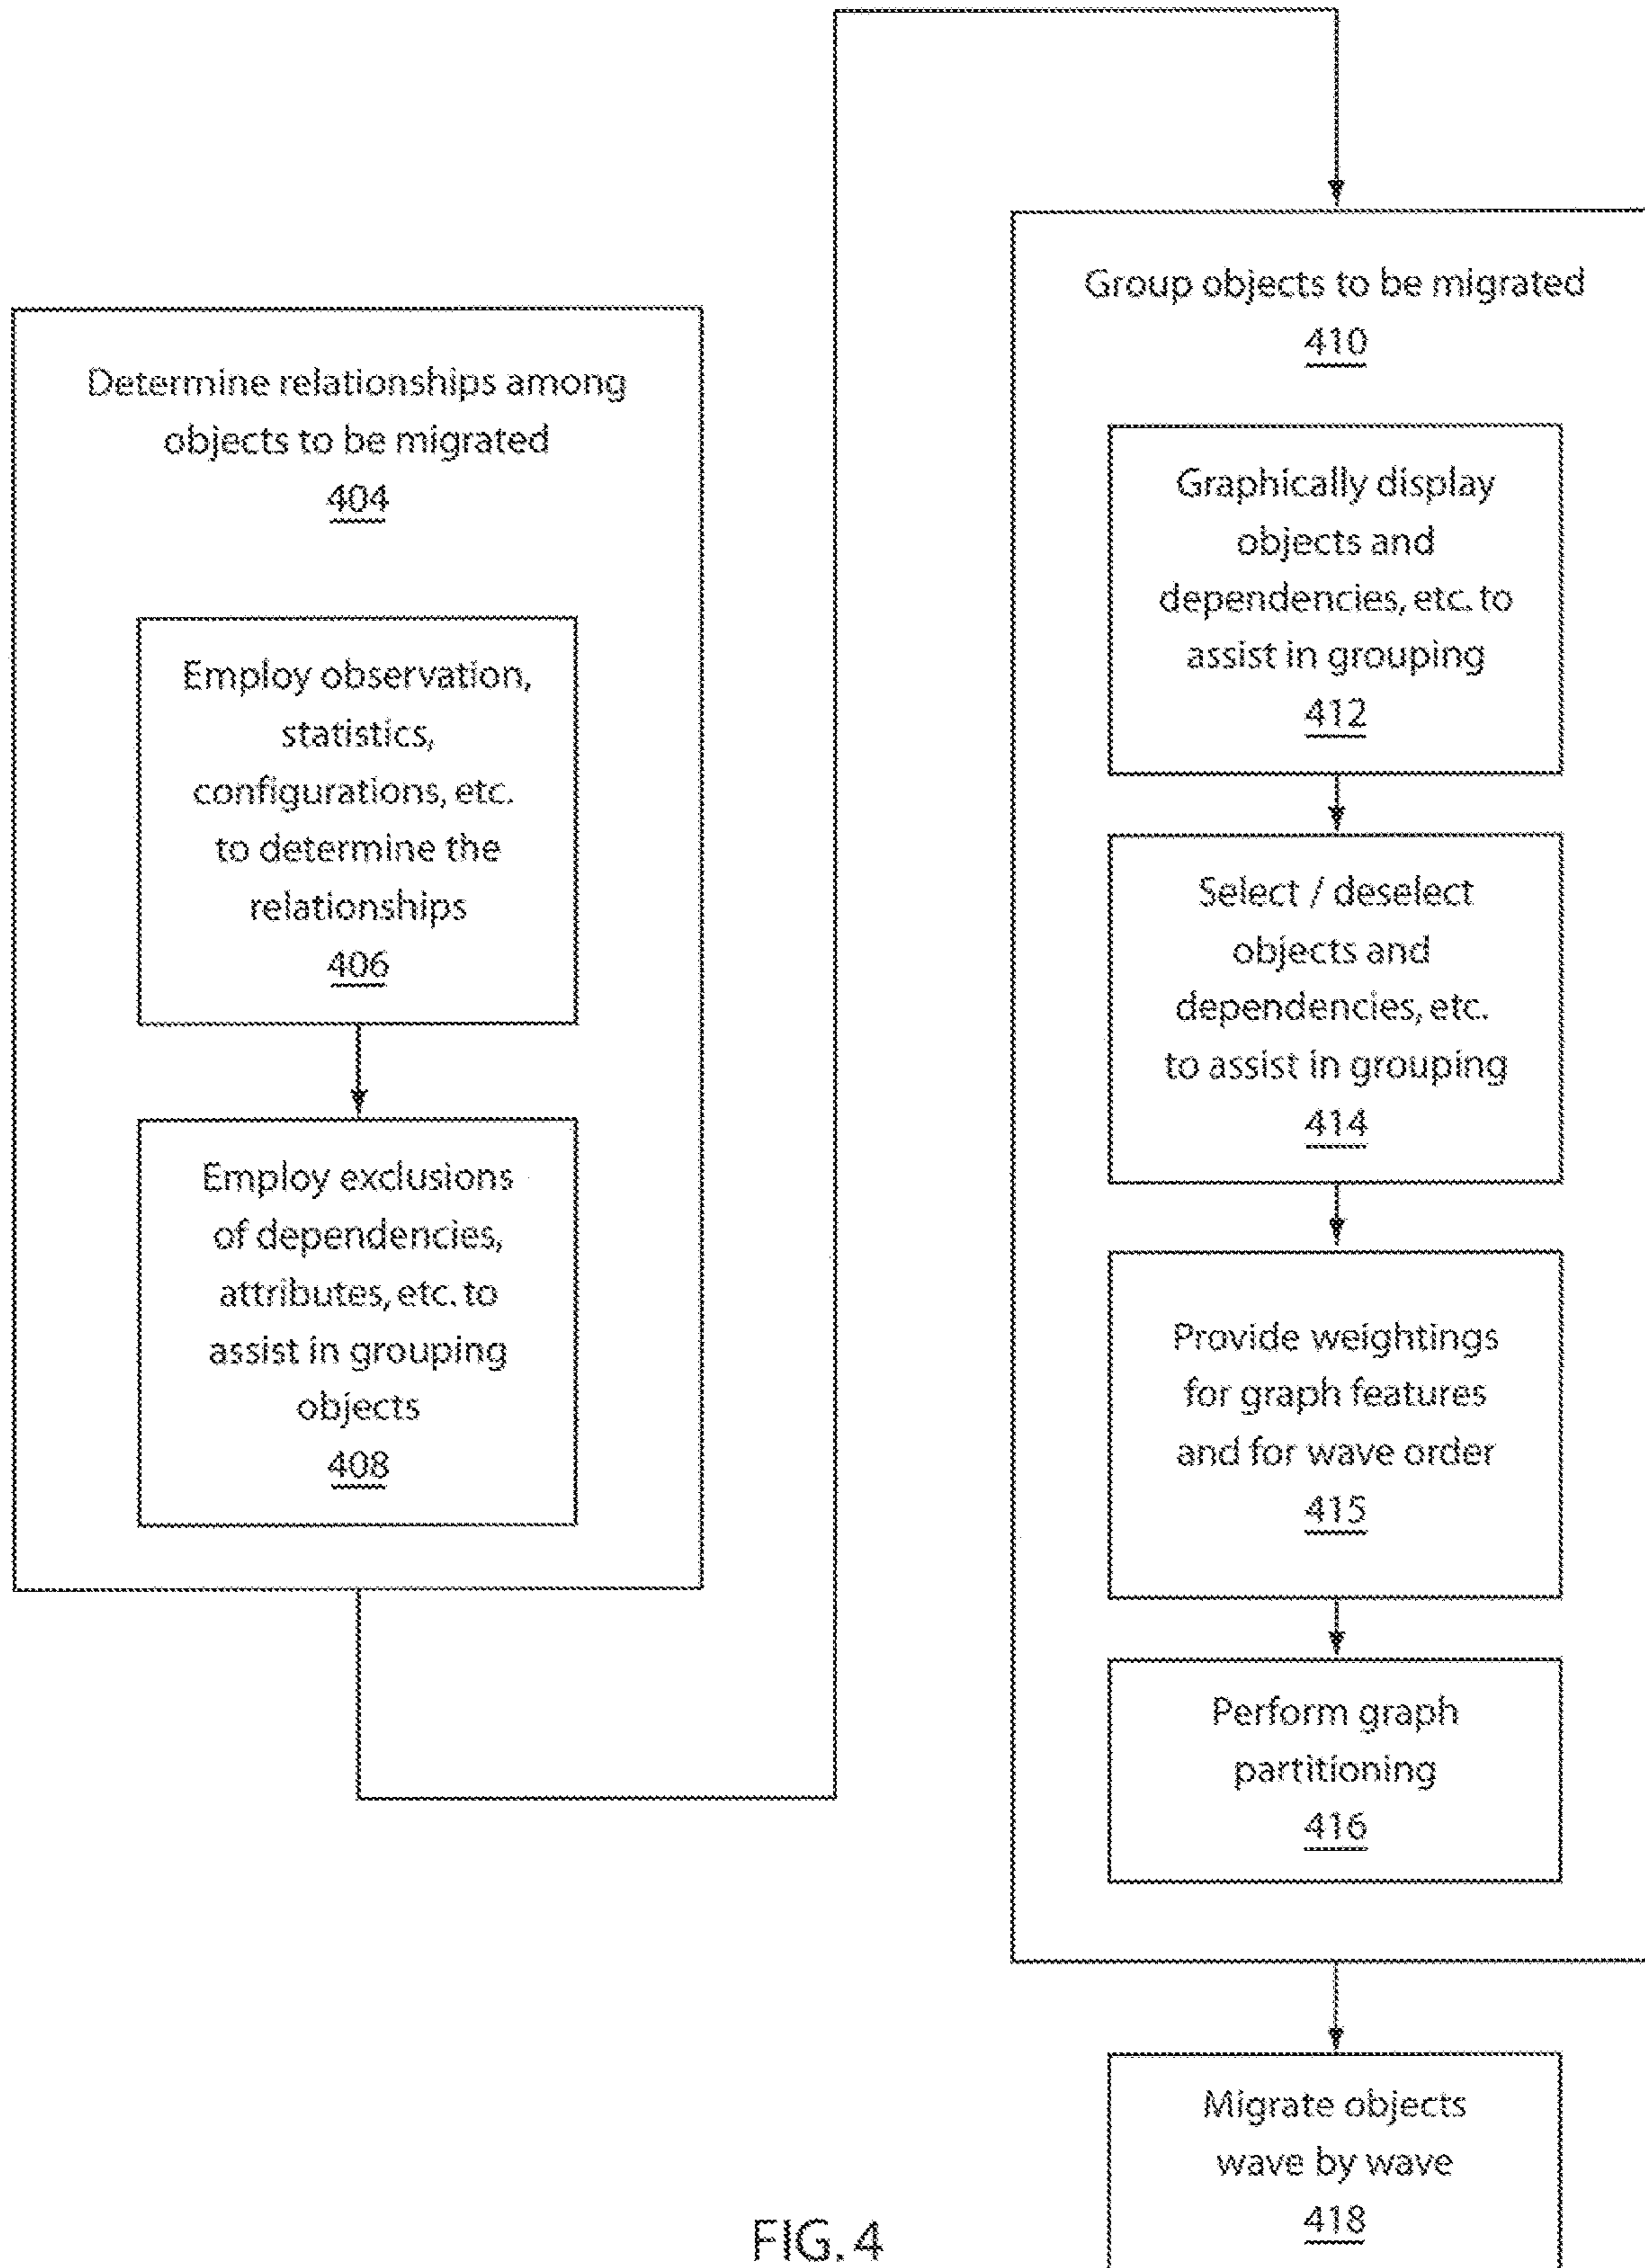 Determine relationships among
objects to be migrated
404
Employ observation,
statistics,
configurations, etc.
to determine the
relationships
406
Employ exclusions
of dependencies,
attributes, etc. to
assist in grouping
objects
408
Group objects to be migrated
410
Graphically display
objects and
dependencies, etc. to
assist in grouping
412
Select / deselect
objects and
dependencies, etc.
to assist in grouping
414
Provide weightings
for graph features
and for wave order
415
Perform graph
partitioning
416
Migrate objects
wave by wave
418
FIG. 4